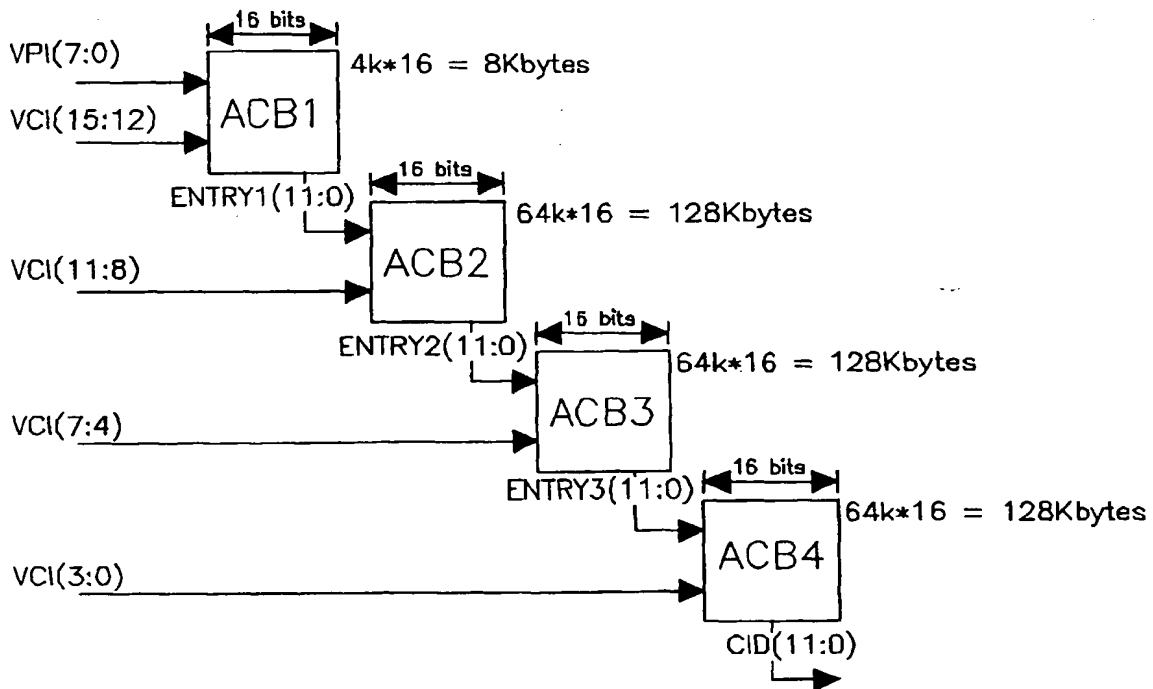 16 bits
VPI(7:0)
4k*16 = 8Kbytes
ACB1
VCI(15:12)
16 bits
ENTRY1(11:0)
64k*16 = 128Kbytes
ACB2
VCI(11:8)
16 bits
ENTRY2(11:0)
64k*16 = 128Kbytes
ACB3
VCI(7:4)
16 bits
ENTRY3(11:0)
64k*16 = 128Kbytes
ACB4
VCI(3:0)
CID(11:0)